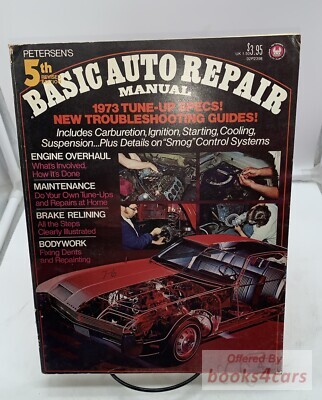 PETERSEN'S
5th
REVISED
EDITION
BASIC AUTO REPAIR
MANUAL
$3.95
1973 TUNE-UP SPECS!
NEW TROUBLESHOOTING GUIDES!
Includes Carburetion, Ignition, Starting, Cooling,
Suspension...Plus Details on "Smog" Control Systems
ENGINE OVERHAUL
What's Involved,
How it's Done
MAINTENANCE
Do Your Own Tune-Ups
and Repairs at Home
BRAKE RELINING
All the Steps
Clearly Illustrated
BODYWORK
Fixing Dents
and Repainting
Offered By
books4cars